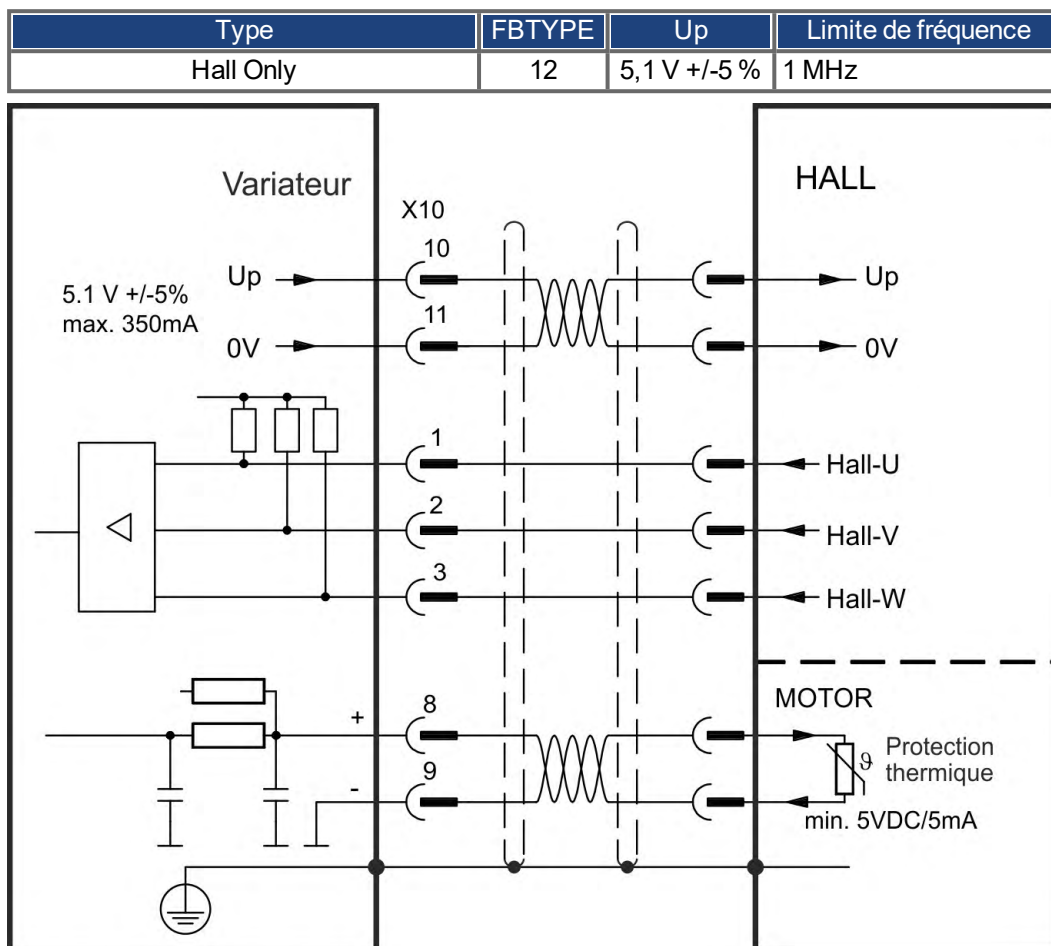 Type FBTYPE Up Limite de fréquence
Hall Only 12 5,1 V +/-5 % 1 MHz
Variateur
HALL
X10
10
Up
Up
5.1 V +/-5%
max. 350mA
11
0V
0V
1
Hall-U
2
Hall-V
3
Hall-W
MOTOR
8
+
Protection
thermique
ϑ
9
-
min. 5VDC/5mA